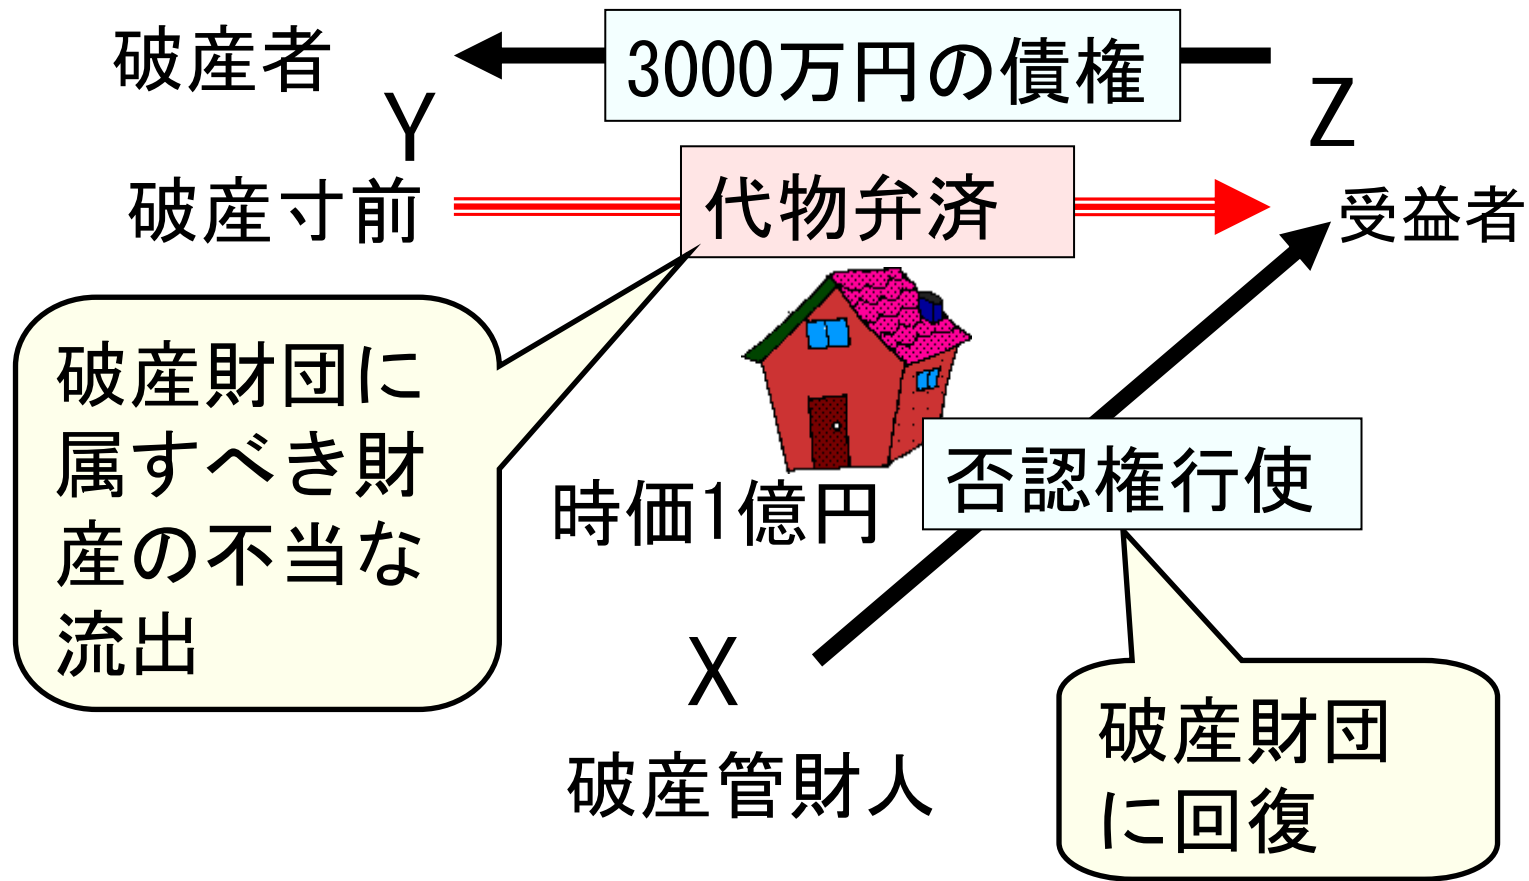 破産者
3000万円の債権
Y
Z
破産寸前
代物弁済
受益者
破産財団に
属すべき財
産の不当な
流出
時価1億円
否認権行使
X
破産管財人
破産財団
に回復